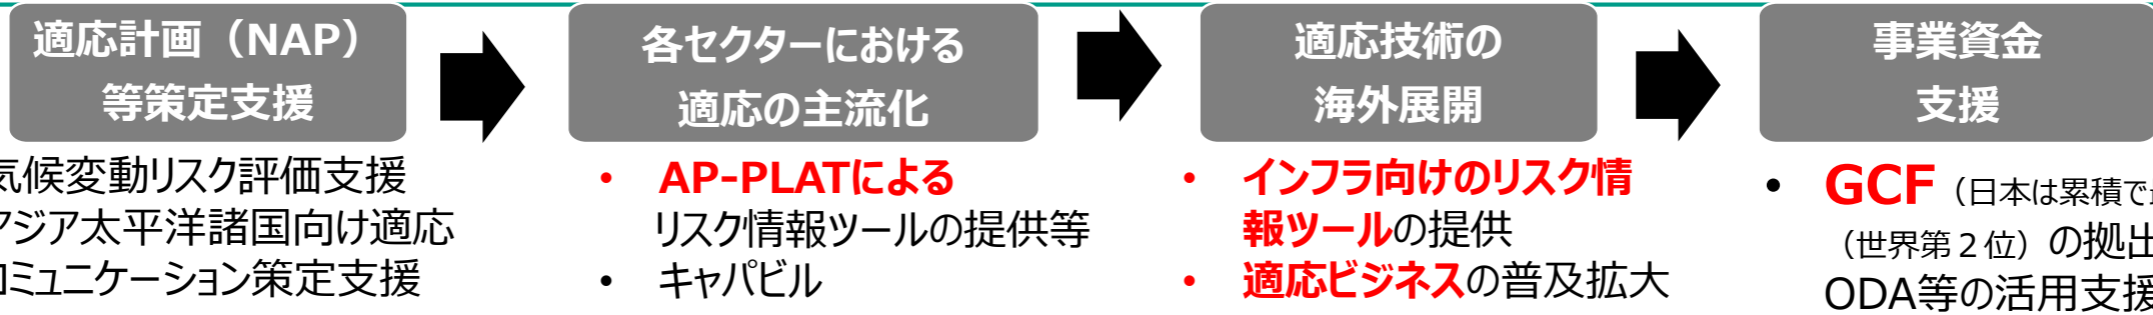 適応計画（NAP）
等策定支援
気候変動リスク評価支援
アジア太平洋諸国向け適応
コミュニケーション策定支援
各セクターにおける
適応の主流化
• AP-PLATによる
リスク情報ツールの提供等
• キャパビル
適応技術の
海外展開
• インフラ向けのリスク情
報ツールの提供
• 適応ビジネスの普及拡大
事業資金
支援
• GCF（日本は累積で
（世界第２位）の拠出
ODA等の活用支援